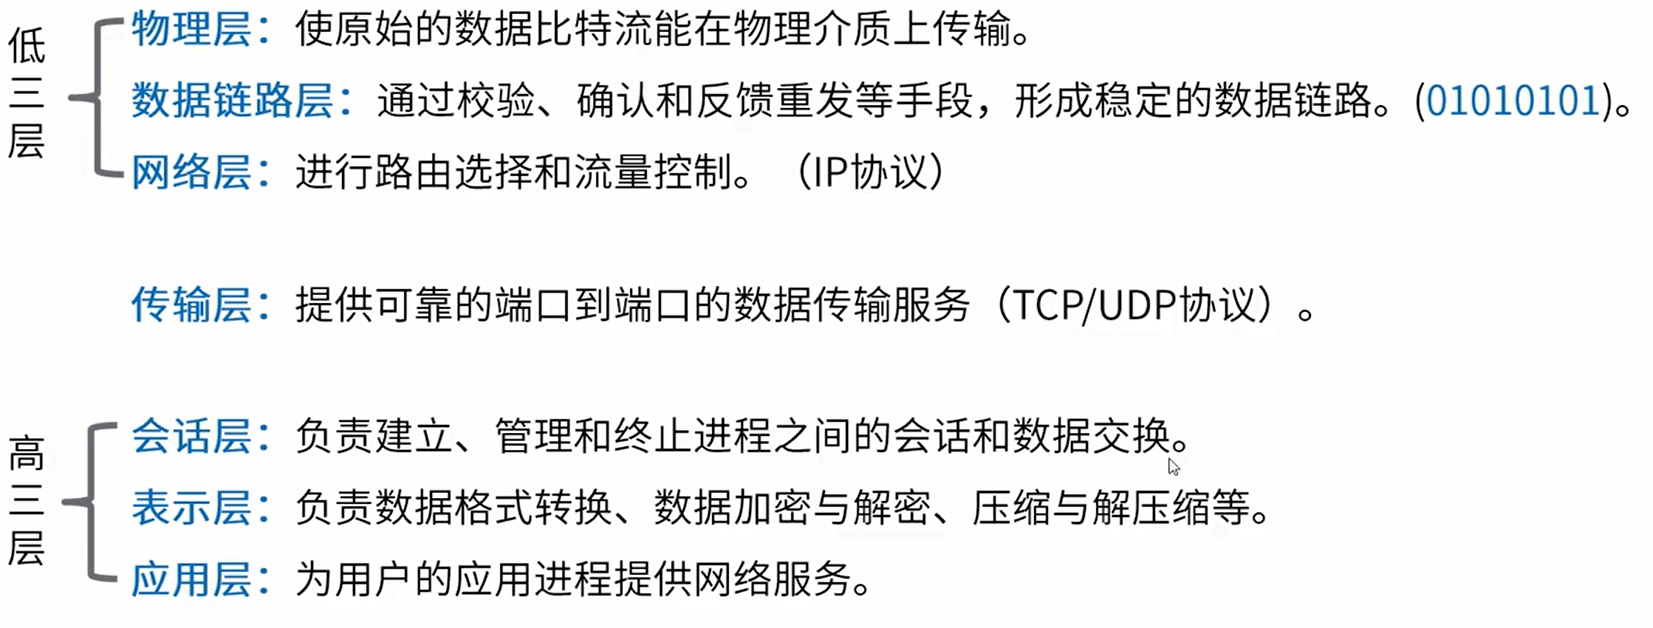 低三层
物理层：使原始的数据比特流能在物理介质上传输。
数据链路层：通过校验、确认和反馈重发等手段，形成稳定的数据链路。(01010101)。
网络层：进行路由选择和流量控制。（IP协议）
传输层：提供可靠的端口到端口的数据传输服务（TCP/UDP协议）。
高三层
会话层：负责建立、管理和终止进程之间的会话和数据交换。
表示层：负责数据格式转换、数据加密与解密、压缩与解压缩等。
应用层：为用户的应用进程提供网络服务。